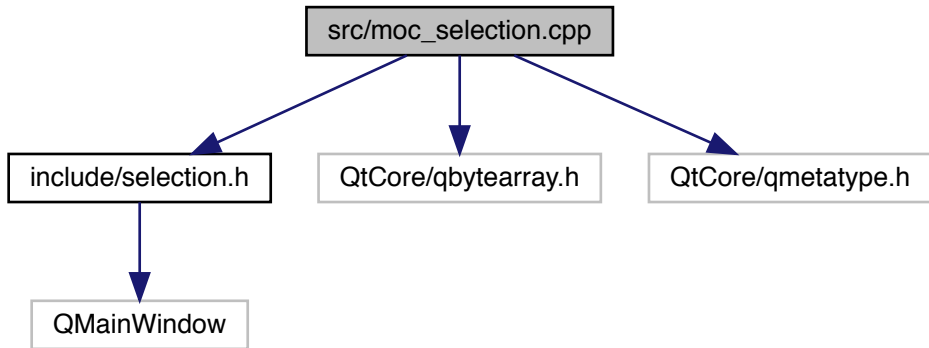 src/moc_selection.cpp
include/selection.h
QtCore/qbytearray.h
QtCore/qmetatype.h
QMainWindow